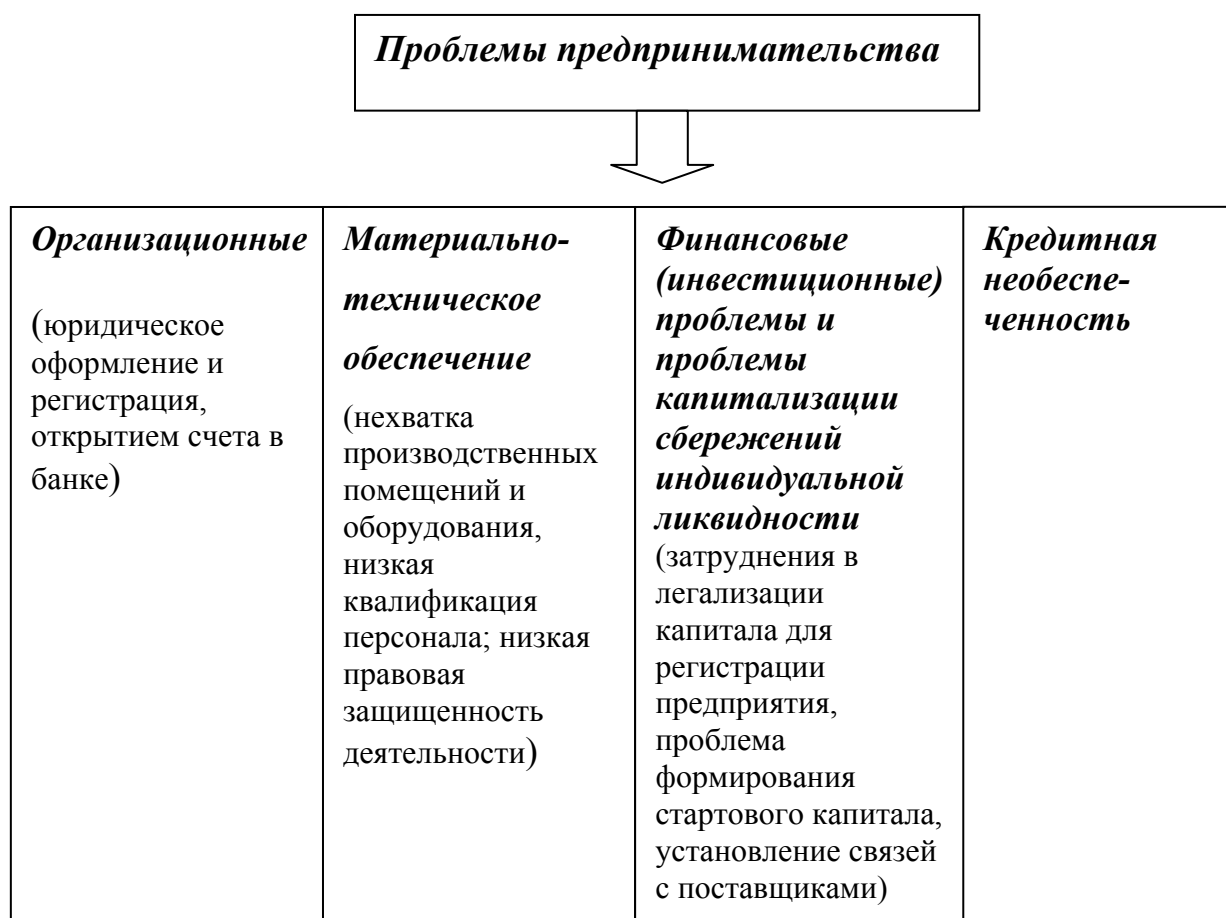 Проблемы предпринимательства
Организационные
(юридическое
оформление и
регистрация,
открытием счета в
банке)
Материально-
техническое
обеспечение
(нехватка
производственных
помещений и
оборудования,
низкая
квалификация
персонала; низкая
правовая
защищенность
деятельности)
Финансовые
(инвестиционные)
проблемы и
проблемы
капитализации
сбережений
индивидуальной
ликвидности
(затруднения в
легализации
капитала для
регистрации
предприятия,
проблема
формирования
стартового капитала,
установление связей
с поставщиками)
Кредитная
необеспе-
ченность